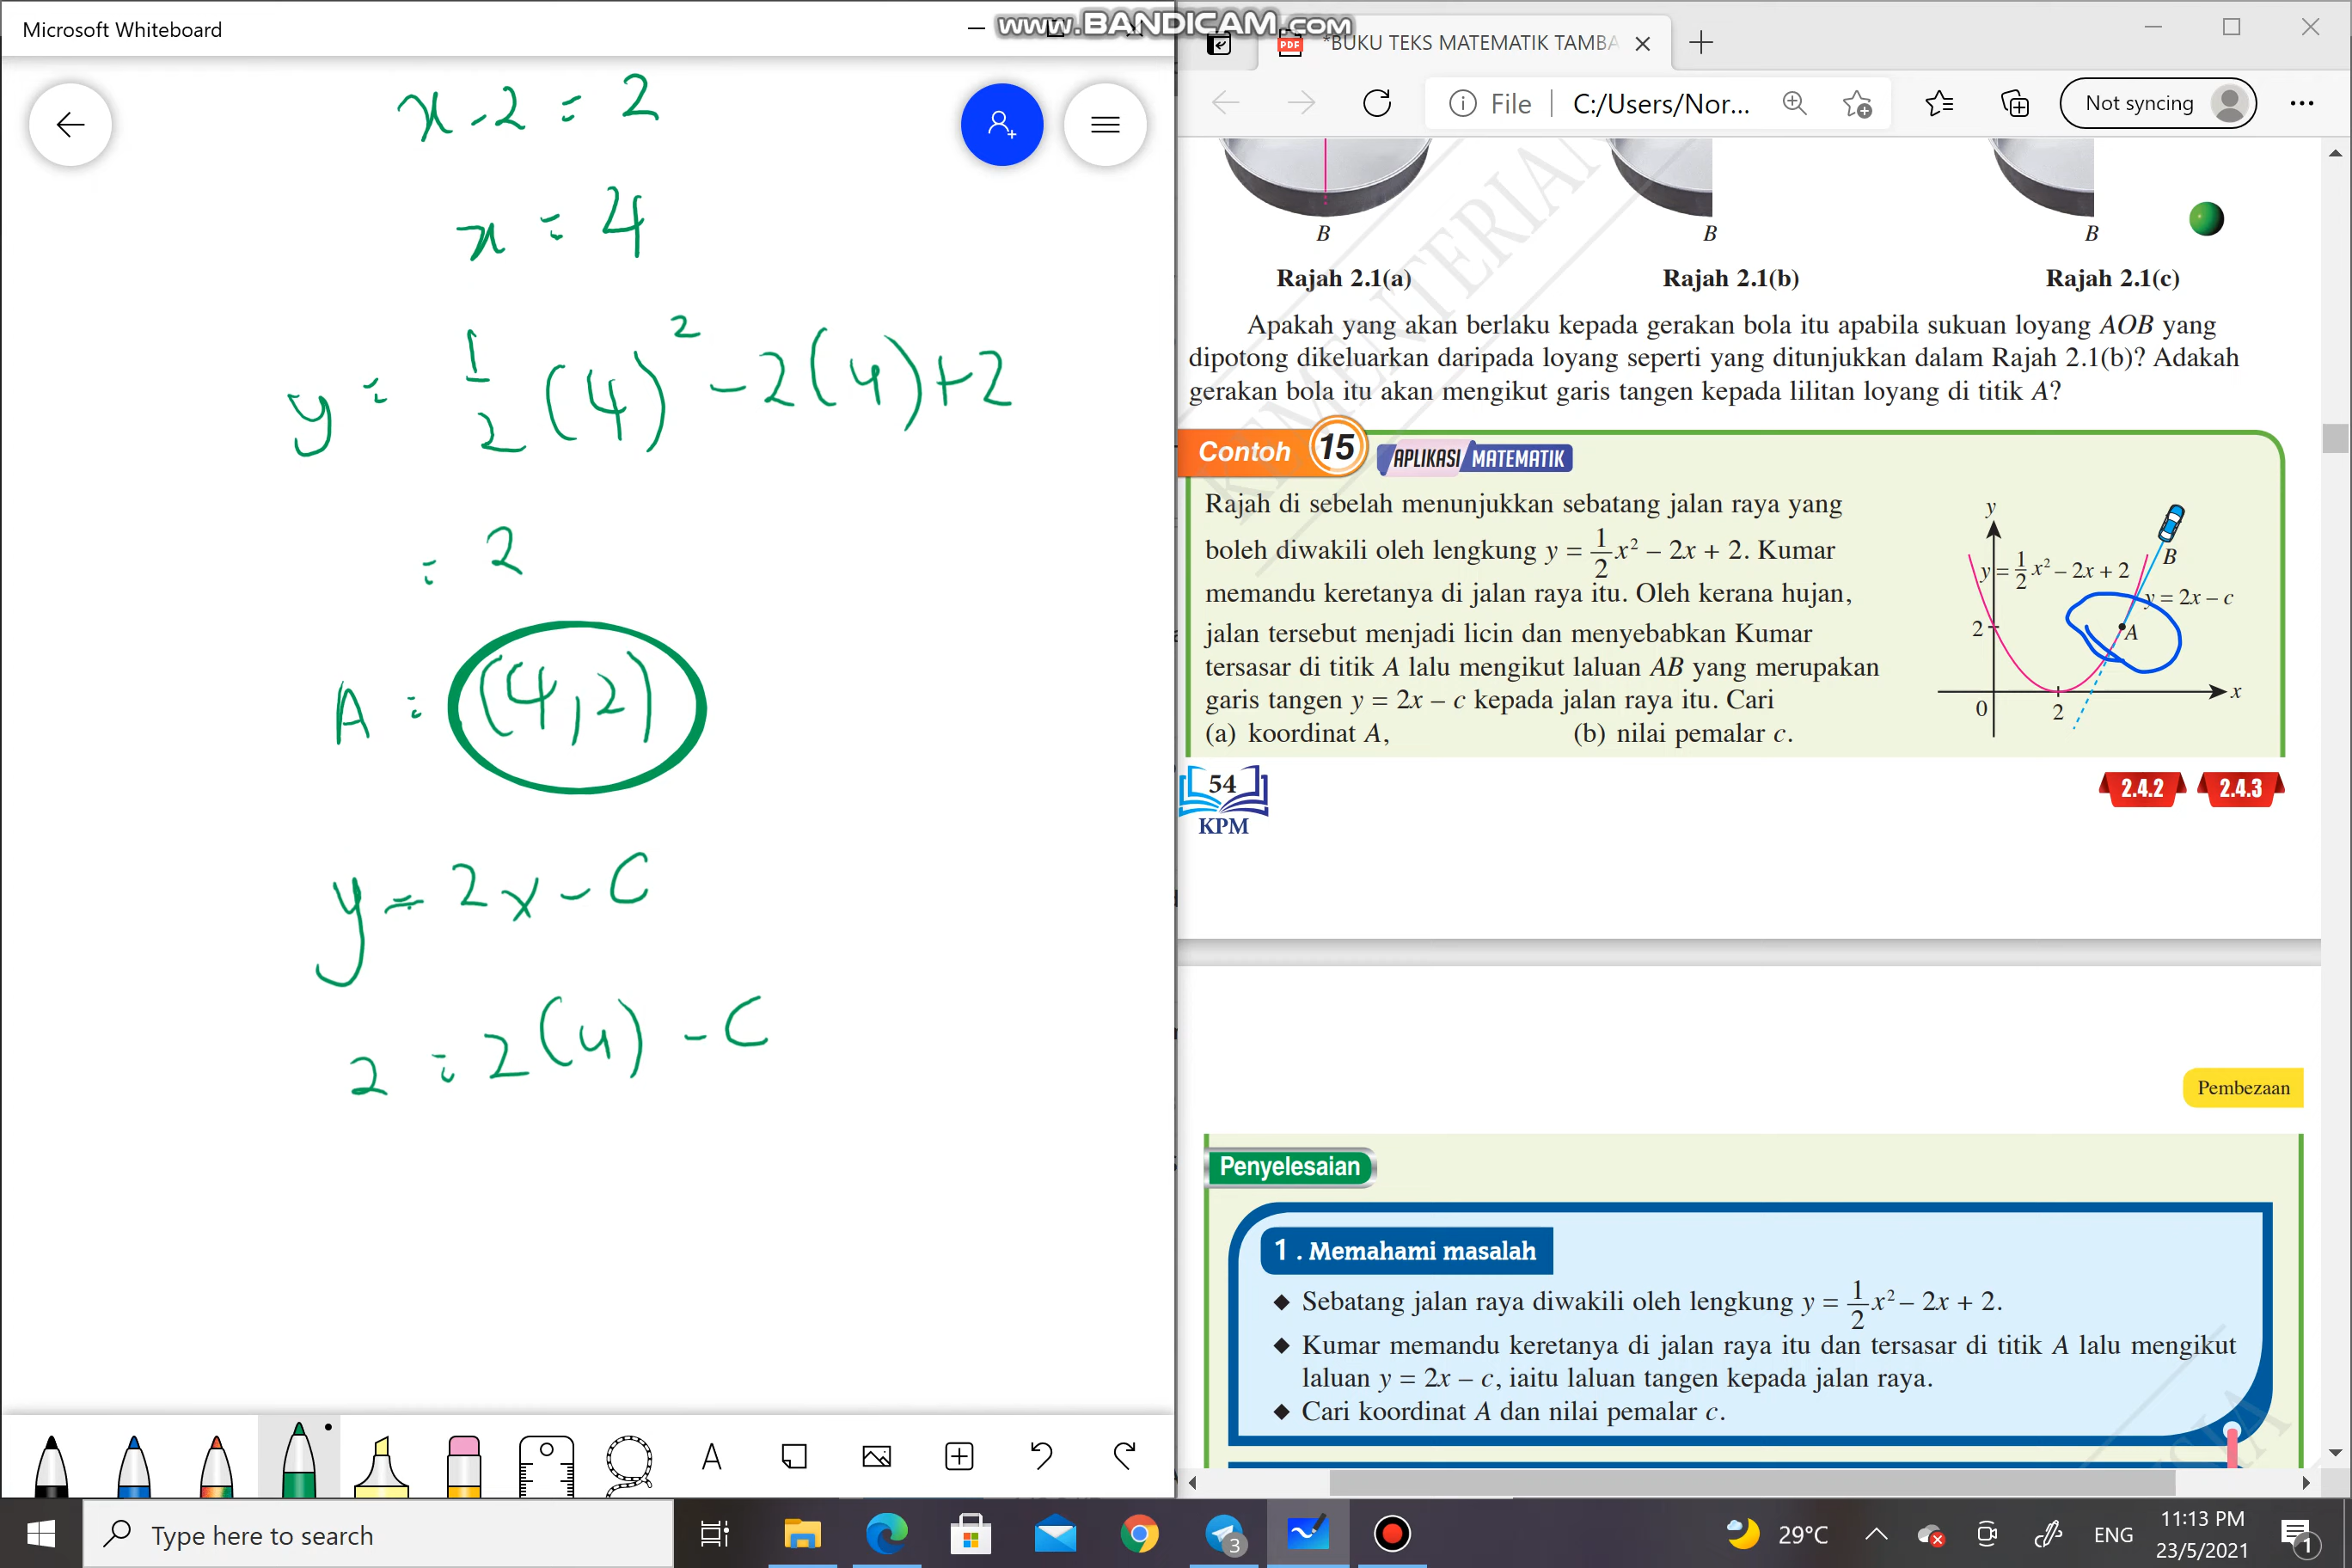 www.BANDICAM.com
Microsoft Whiteboard
x - 2 = 2
x = 4
y = 1/2 (4)² - 2(4) + 2
= 2
A = (4, 2)
y = 2x - c
2 = 2(4) - c
A
Type here to search
*BUKU TEKS MATEMATIK TAMBA
PDF
File
C:/Users/Nor...
Not syncing
B
B
B
Rajah 2.1(a)
Rajah 2.1(b)
Rajah 2.1(c)
KEMENTERIAN
Apakah yang akan berlaku kepada gerakan bola itu apabila sukuan loyang AOB yang
dipotong dikeluarkan daripada loyang seperti yang ditunjukkan dalam Rajah 2.1(b)? Adakah
gerakan bola itu akan mengikut garis tangen kepada lilitan loyang di titik A?
Contoh 15 APLIKASI MATEMATIK
Rajah di sebelah menunjukkan sebatang jalan raya yang
boleh diwakili oleh lengkung y = 1/2 x² – 2x + 2. Kumar
memandu keretanya di jalan raya itu. Oleh kerana hujan,
jalan tersebut menjadi licin dan menyebabkan Kumar
tersasar di titik A lalu mengikut laluan AB yang merupakan
garis tangen y = 2x – c kepada jalan raya itu. Cari
(a) koordinat A, (b) nilai pemalar c.
y
B
y = 1/2 x² – 2x + 2
y = 2x – c
2
A
x
0
2
54
KPM
2.4.2 2.4.3
Pembezaan
Penyelesaian
1 . Memahami masalah
◆ Sebatang jalan raya diwakili oleh lengkung y = 1/2 x² – 2x + 2.
◆ Kumar memandu keretanya di jalan raya itu dan tersasar di titik A lalu mengikut
laluan y = 2x – c, iaitu laluan tangen kepada jalan raya.
◆ Cari koordinat A dan nilai pemalar c.
3
29°C
ENG
11:13 PM
23/5/2021
1